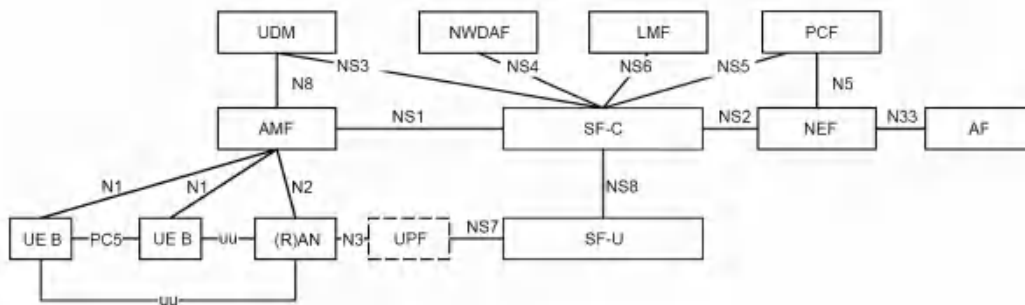 UDM
NWDAF
LMF
PCF
NS3
NS4
NS6
NS5
N8
N5
AMF
NS1
SF-C
NS2
NEF
N33
AF
N1
N1
N2
NS8
UE B
PC5
UE B
uu
(R)AN
N3
UPF
NS7
SF-U
uu